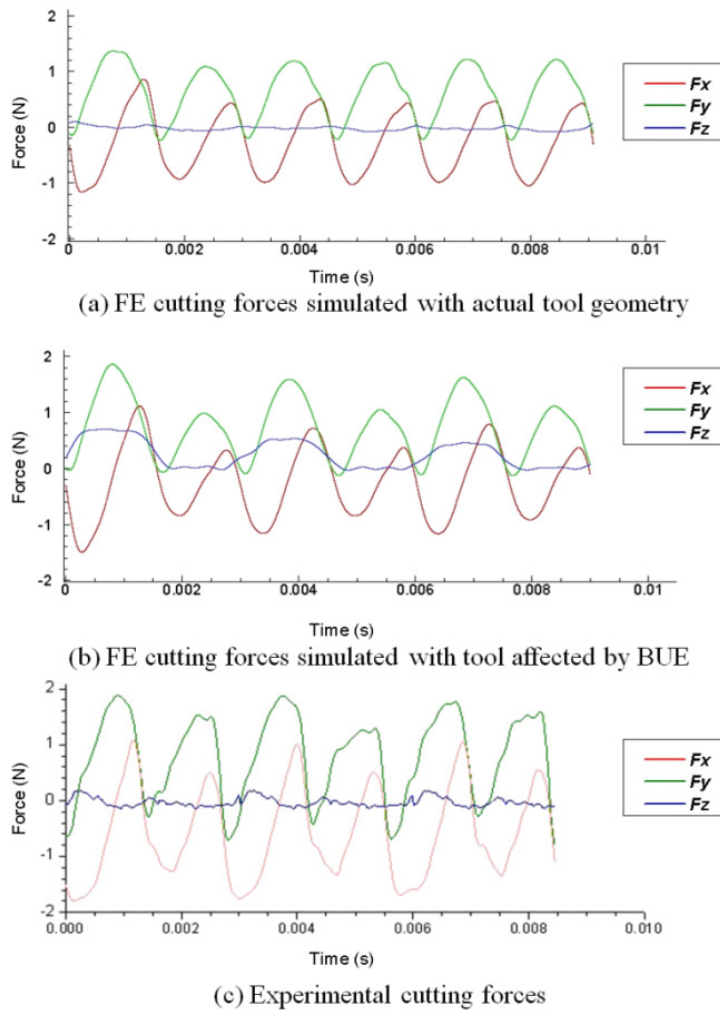 2
1
0
-1
-2
Force (N)
0
0.002
0.004
0.006
0.008
0.01
Time (s)
Fx
Fy
Fz
(a) FE cutting forces simulated with actual tool geometry
2
1
0
-1
-2
Force (N)
0
0.002
0.004
0.006
0.008
0.01
Time (s)
Fx
Fy
Fz
(b) FE cutting forces simulated with tool affected by BUE
2
1
0
-1
-2
Force (N)
0.000
0.002
0.004
0.006
0.008
0.010
Time (s)
Fx
Fy
Fz
(c) Experimental cutting forces